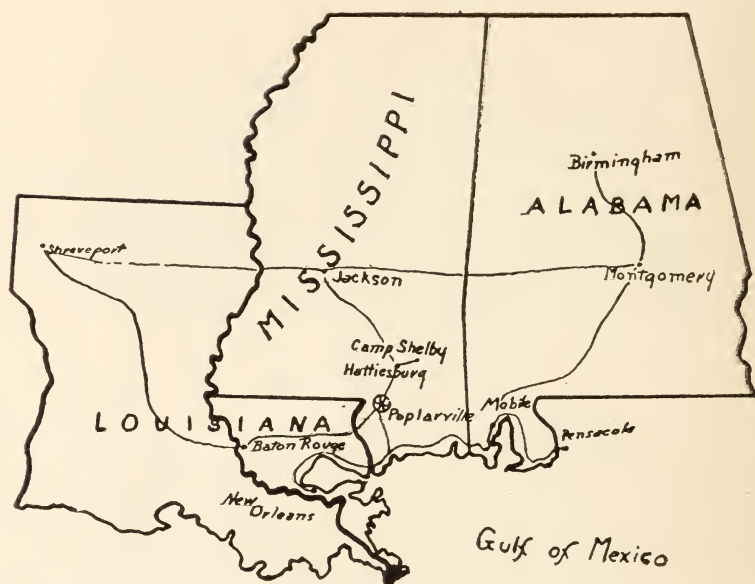 MISSISSIPPI
Birmingham
ALABAMA
Shreveport
Jackson
Montgomery
Camp Shelby
Hattiesburg
LOUISIANA
Poplarville
Mobile
Pensacola
Baton Rouge
New Orleans
Gulf of Mexico